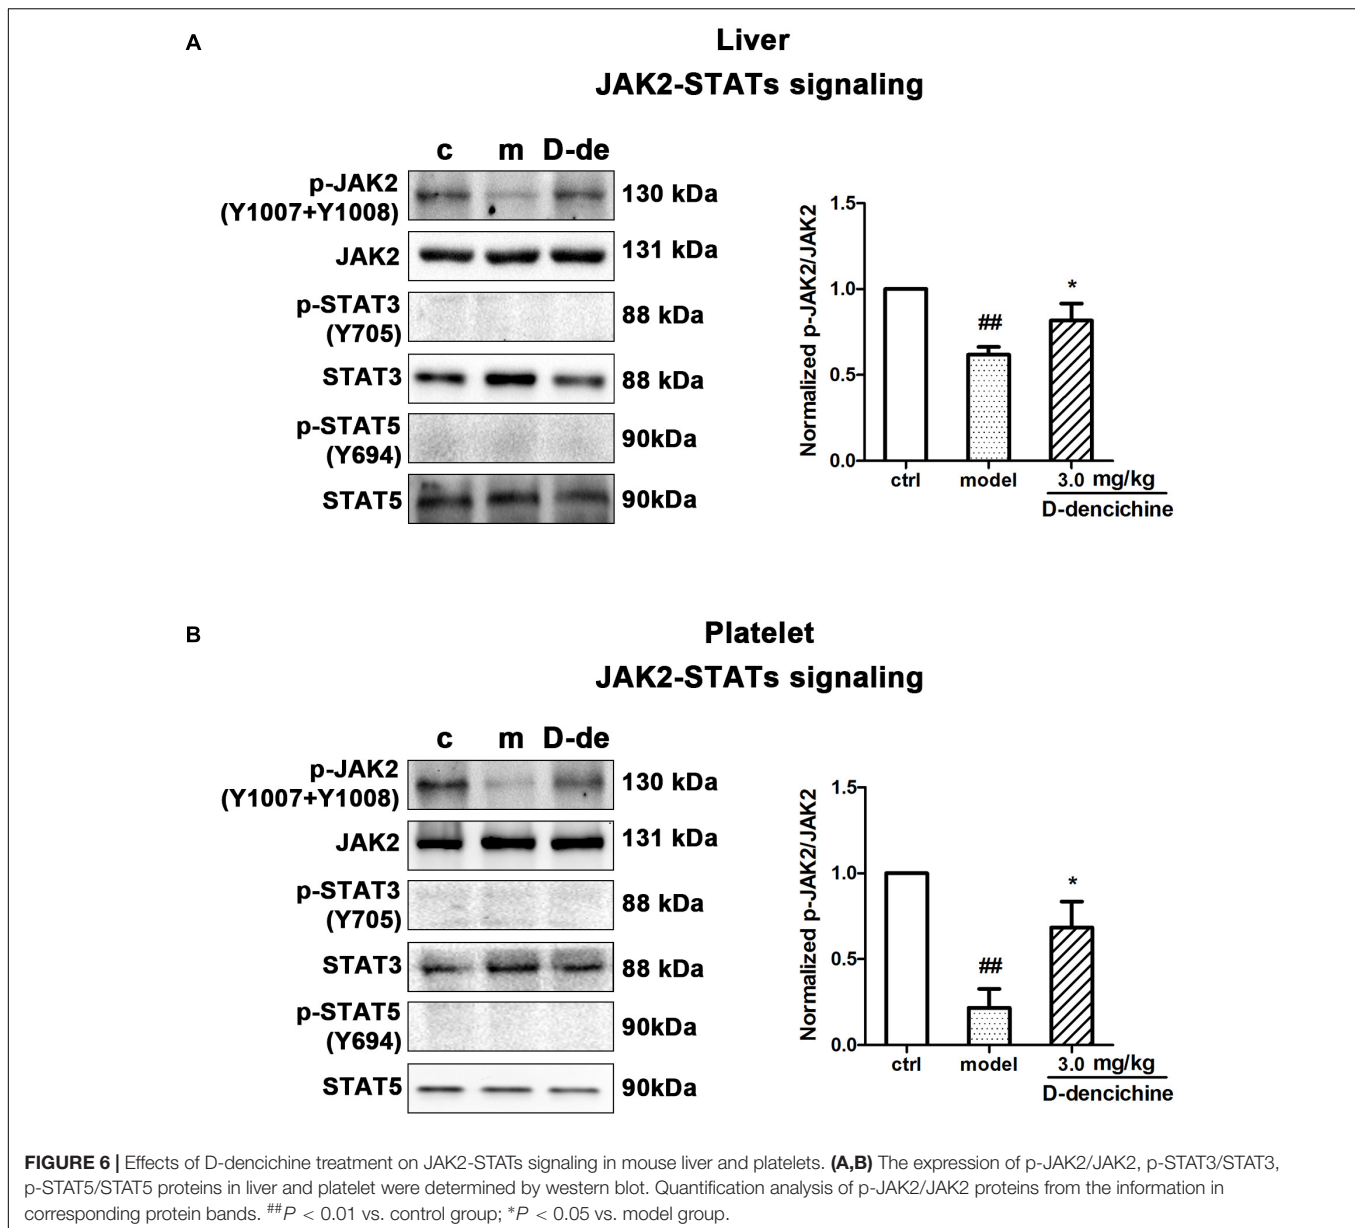 A
Liver
JAK2-STATs signaling
c m D-de
p-JAK2
(Y1007+Y1008)
130 kDa
JAK2
131 kDa
p-STAT3
(Y705)
88 kDa
STAT3
88 kDa
p-STAT5
(Y694)
90kDa
STAT5
90kDa
Normalized p-JAK2/JAK2
1.5
1.0
0.5
0.0
##
*
ctrl model 3.0 mg/kg
D-dencichine
B
Platelet
JAK2-STATs signaling
c m D-de
p-JAK2
(Y1007+Y1008)
130 kDa
JAK2
131 kDa
p-STAT3
(Y705)
88 kDa
STAT3
88 kDa
p-STAT5
(Y694)
90kDa
STAT5
90kDa
Normalized p-JAK2/JAK2
1.5
1.0
0.5
0.0
##
*
ctrl model 3.0 mg/kg
D-dencichine
FIGURE 6 | Effects of D-dencichine treatment on JAK2-STATs signaling in mouse liver and platelets. (A,B) The expression of p-JAK2/JAK2, p-STAT3/STAT3,
p-STAT5/STAT5 proteins in liver and platelet were determined by western blot. Quantification analysis of p-JAK2/JAK2 proteins from the information in
corresponding protein bands. ##P < 0.01 vs. control group; *P < 0.05 vs. model group.